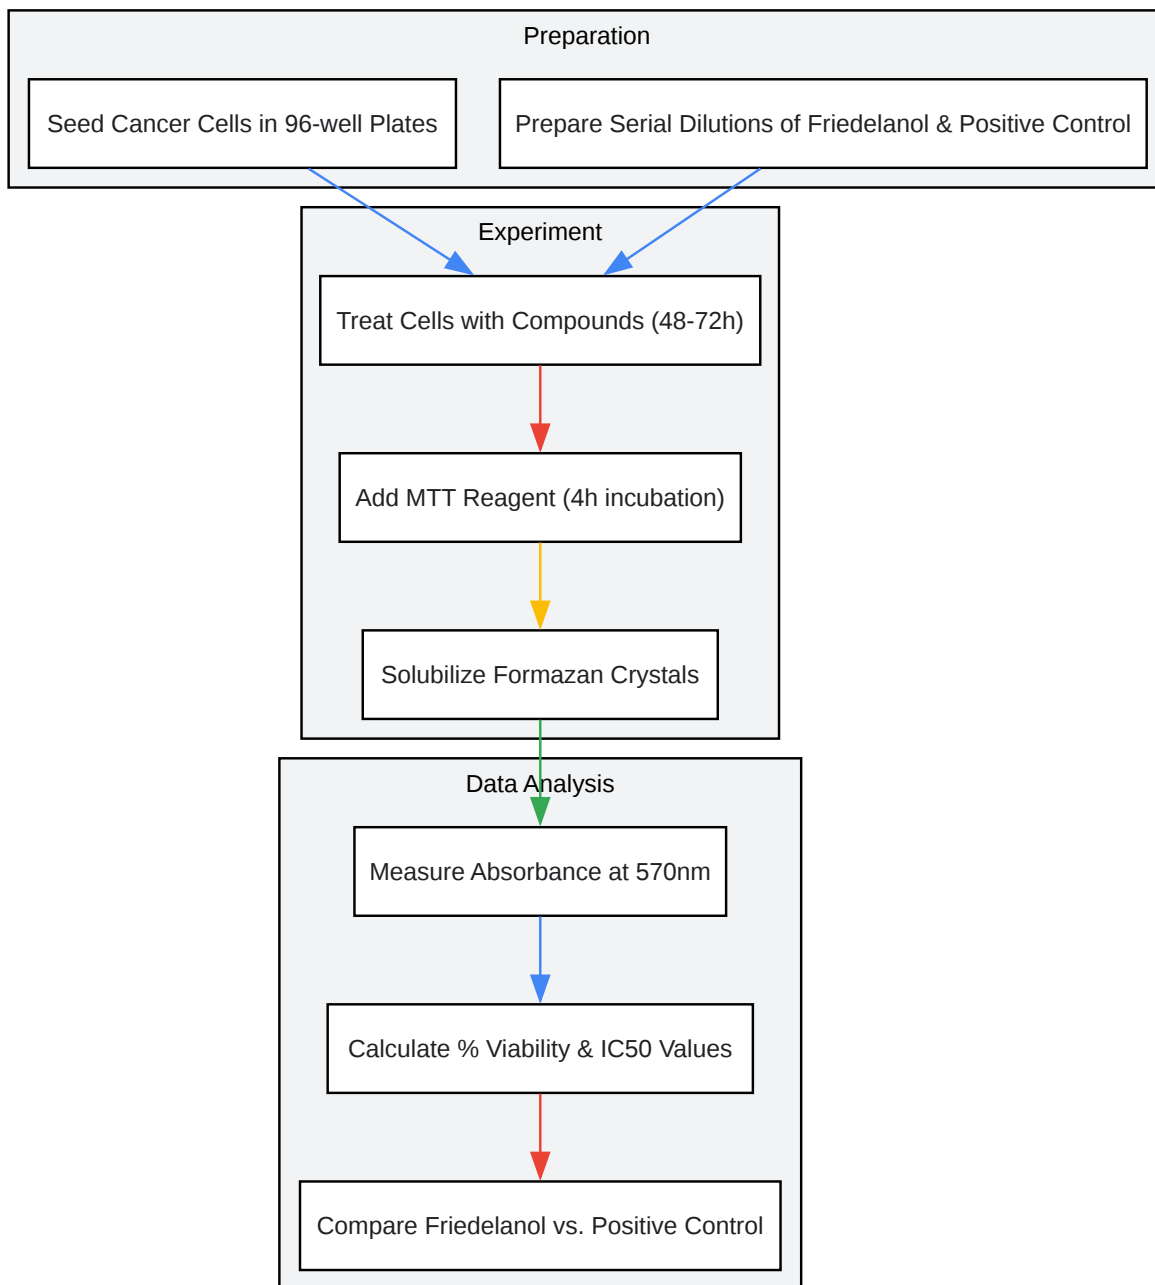 Preparation
Seed Cancer Cells in 96-well Plates
Prepare Serial Dilutions of Friedelanol & Positive Control
Experiment
Treat Cells with Compounds (48-72h)
Add MTT Reagent (4h incubation)
Solubilize Formazan Crystals
Data Analysis
Measure Absorbance at 570nm
Calculate % Viability & IC50 Values
Compare Friedelanol vs. Positive Control